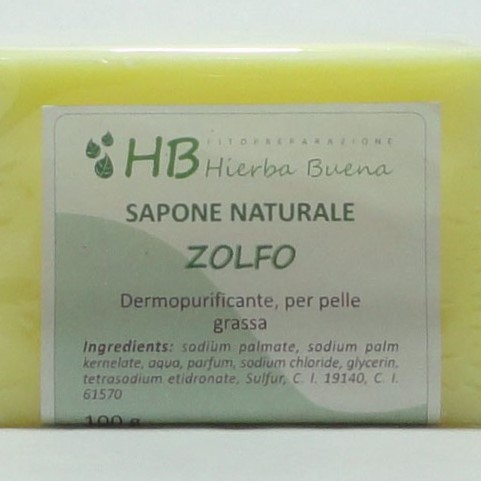 HB FITOPREPARAZIONE
Hierba Buena
SAPONE NATURALE
ZOLFO
Dermopurificante, per pelle
grassa
Ingredients: sodium palmate, sodium palm
kernelate, aqua, parfum, sodium chloride, glycerin,
tetrasodium etidronate, Sulfur, C. I. 19140, C. I.
61570
100 g